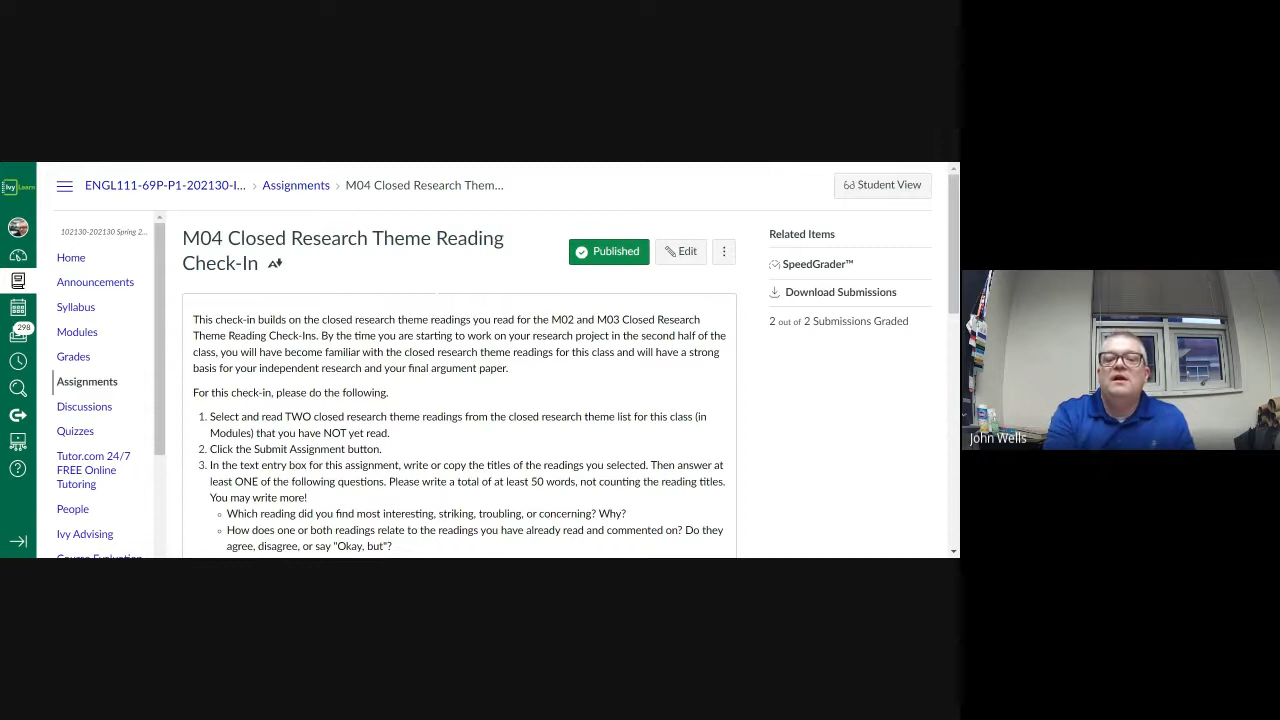 IvyLearn
ENGL111-69P-P1-202130-I... › Assignments › M04 Closed Research Them...
Student View
102130-202130 Spring 2...
Home
Announcements
Syllabus
Modules
Grades
Assignments
Discussions
Quizzes
Tutor.com 24/7
FREE Online
Tutoring
People
Ivy Advising
298
M04 Closed Research Theme Reading
Check-In
Published
Edit
This check-in builds on the closed research theme readings you read for the M02 and M03 Closed Research
Theme Reading Check-Ins. By the time you are starting to work on your research project in the second half of the
class, you will have become familiar with the closed research theme readings for this class and will have a strong
basis for your independent research and your final argument paper.
For this check-in, please do the following.
1. Select and read TWO closed research theme readings from the closed research theme list for this class (in
Modules) that you have NOT yet read.
2. Click the Submit Assignment button.
3. In the text entry box for this assignment, write or copy the titles of the readings you selected. Then answer at
least ONE of the following questions. Please write a total of at least 50 words, not counting the reading titles.
You may write more!
Which reading did you find most interesting, striking, troubling, or concerning? Why?
How does one or both readings relate to the readings you have already read and commented on? Do they
agree, disagree, or say "Okay, but"?
Related Items
SpeedGrader™
Download Submissions
2 out of 2 Submissions Graded
John Wells